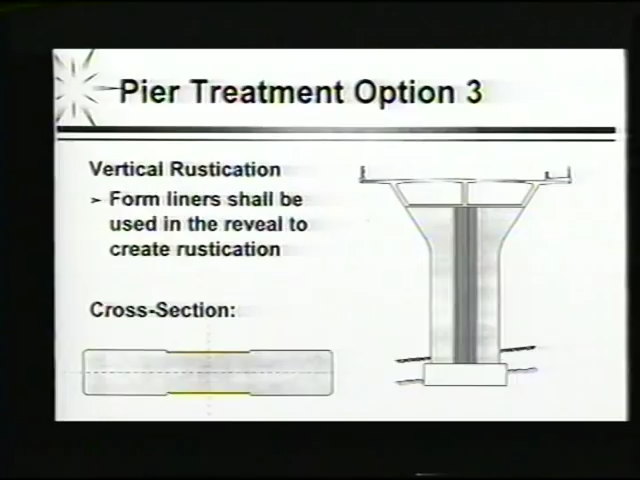 Pier Treatment Option 3
Vertical Rustication
➢ Form liners shall be
used in the reveal to
create rustication
Cross-Section: